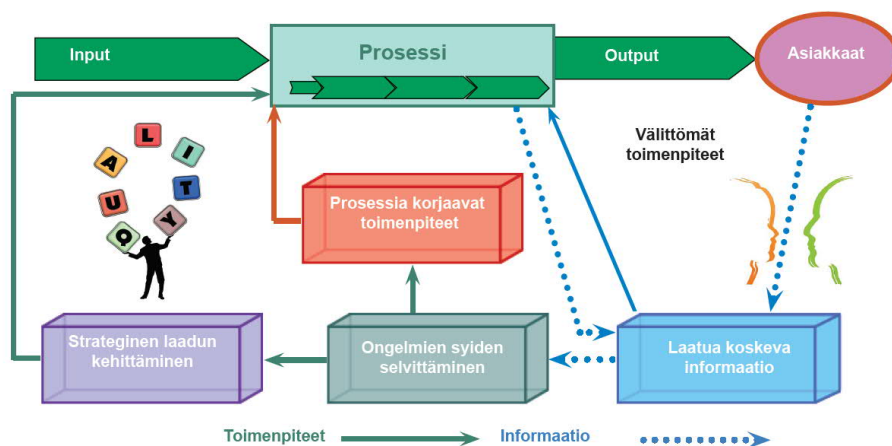 Input
Prosessi
Output
Asiakkaat
Välittömät
toimenpiteet
Q U A L I T Y
Prosessia korjaavat
toimenpiteet
Strateginen laadun
kehittäminen
Ongelmien syiden
selvittäminen
Laatua koskeva
informaatio
Toimenpiteet
Informaatio